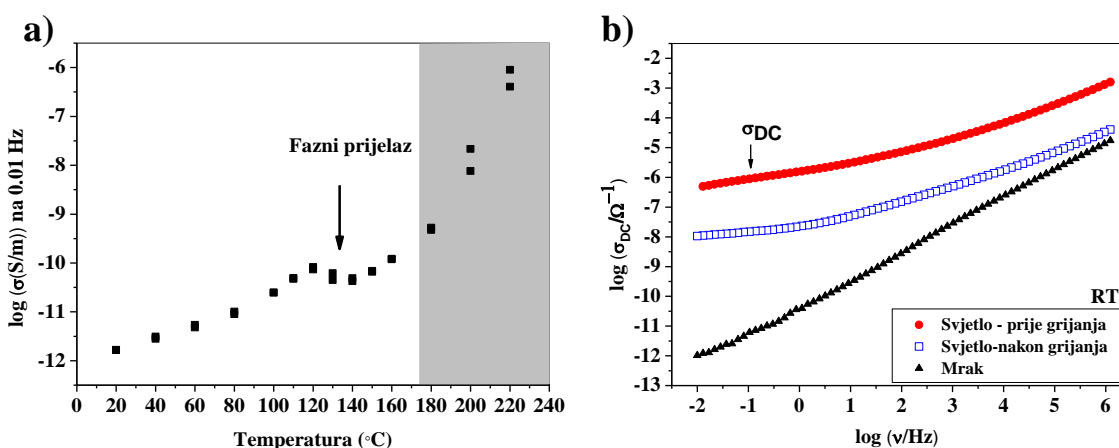 a)
log (σ(S/m)) na 0.01 Hz
-6
-7
-8
-9
-10
-11
-12
Fazni prijelaz
0 20 40 60 80 100 120 140 160 180 200 220 240
Temperatura (°C)
b)
log (σDC/Ω⁻¹)
-2
-3
-4
-5
-6
-7
-8
-9
-10
-11
-12
-13
σDC
RT
Svjetlo - prije grijanja
Svjetlo-nakon grijanja
Mrak
-2 -1 0 1 2 3 4 5 6
log (ν/Hz)